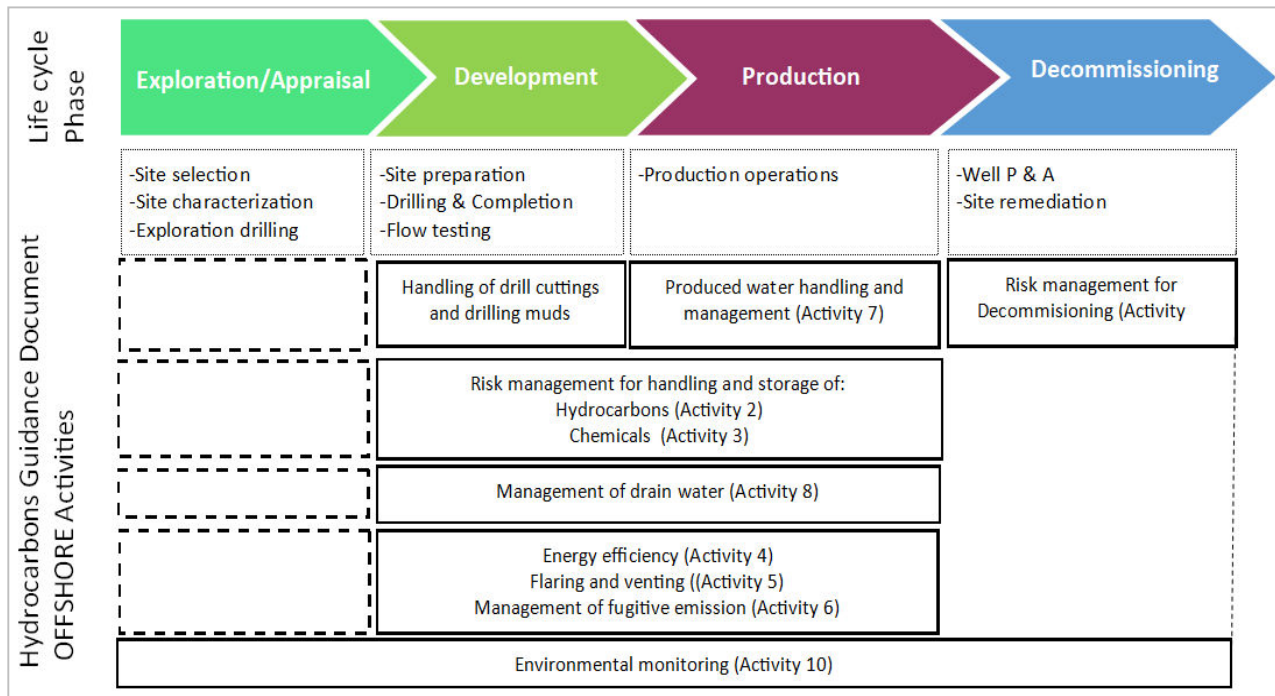 Life cycle
Phase
Exploration/Appraisal
Development
Production
Decommissioning
-Site selection
-Site characterization
-Exploration drilling
-Site preparation
-Drilling & Completion
-Flow testing
-Production operations
-Well P & A
-Site remediation
Hydrocarbons Guidance Document
OFFSHORE Activities
Handling of drill cuttings
and drilling muds
Produced water handling and
management (Activity 7)
Risk management for
Decommisioning (Activity
Risk management for handling and storage of:
Hydrocarbons (Activity 2)
Chemicals (Activity 3)
Management of drain water (Activity 8)
Energy efficiency (Activity 4)
Flaring and venting ((Activity 5)
Management of fugitive emission (Activity 6)
Environmental monitoring (Activity 10)